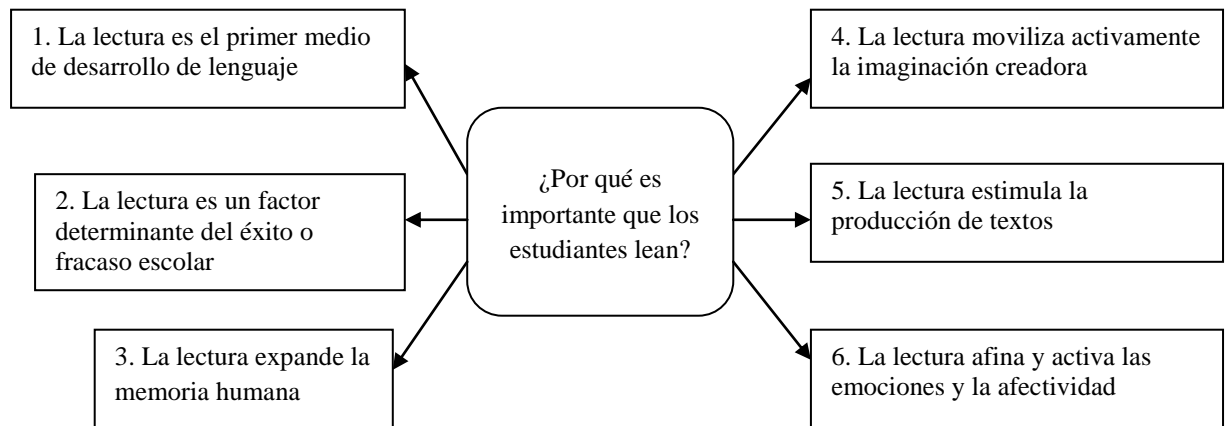 1. La lectura es el primer medio
de desarrollo de lenguaje
2. La lectura es un factor
determinante del éxito o
fracaso escolar
3. La lectura expande la
memoria humana
¿Por qué es
importante que los
estudiantes lean?
4. La lectura moviliza activamente
la imaginación creadora
5. La lectura estimula la
producción de textos
6. La lectura afina y activa las
emociones y la afectividad